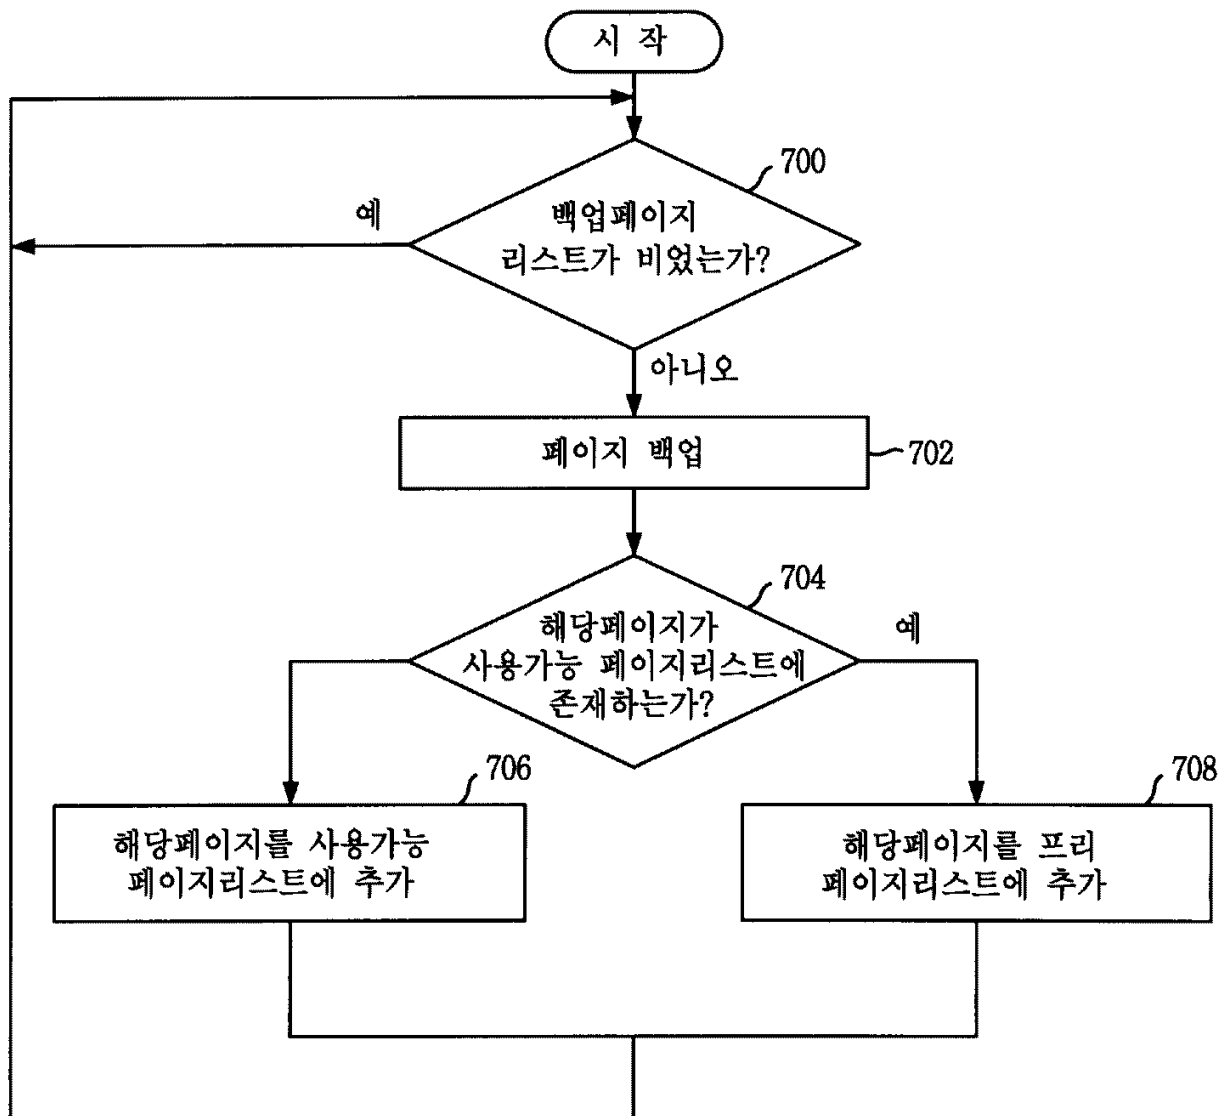 시 작
700
예
백업페이지
리스트가 비었는가?
아니오
페이지 백업
702
704
해당페이지가
사용가능 페이지리스트에
존재하는가?
예
706
708
해당페이지를 사용가능
페이지리스트에 추가
해당페이지를 프리
페이지리스트에 추가